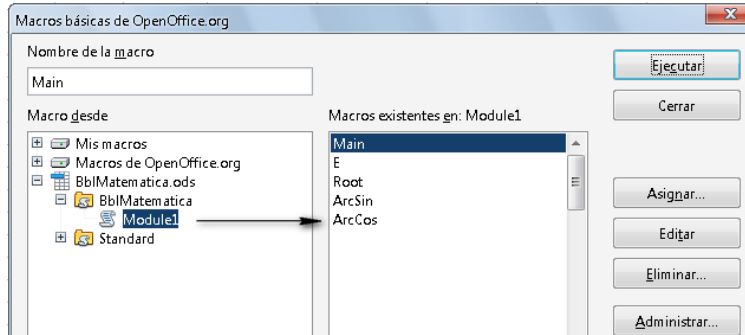 Macros básicas de OpenOffice.org
Nombre de la macro
Main
Macro desde
Mis macros
Macros de OpenOffice.org
BblMatematica.ods
BblMatematica
Module1
Standard
Macros existentes en: Module1
Main
E
Root
ArcSin
ArcCos
Ejecutar
Cerrar
Asignar...
Editar
Eliminar...
Administrar...